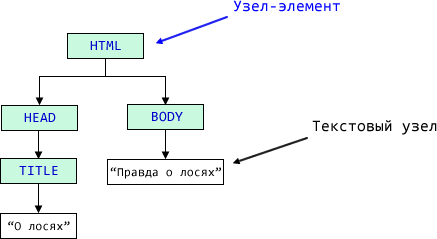 Узел-элемент
HTML
HEAD
BODY
Текстовый узел
TITLE
“Правда о лосях”
“О лосях”